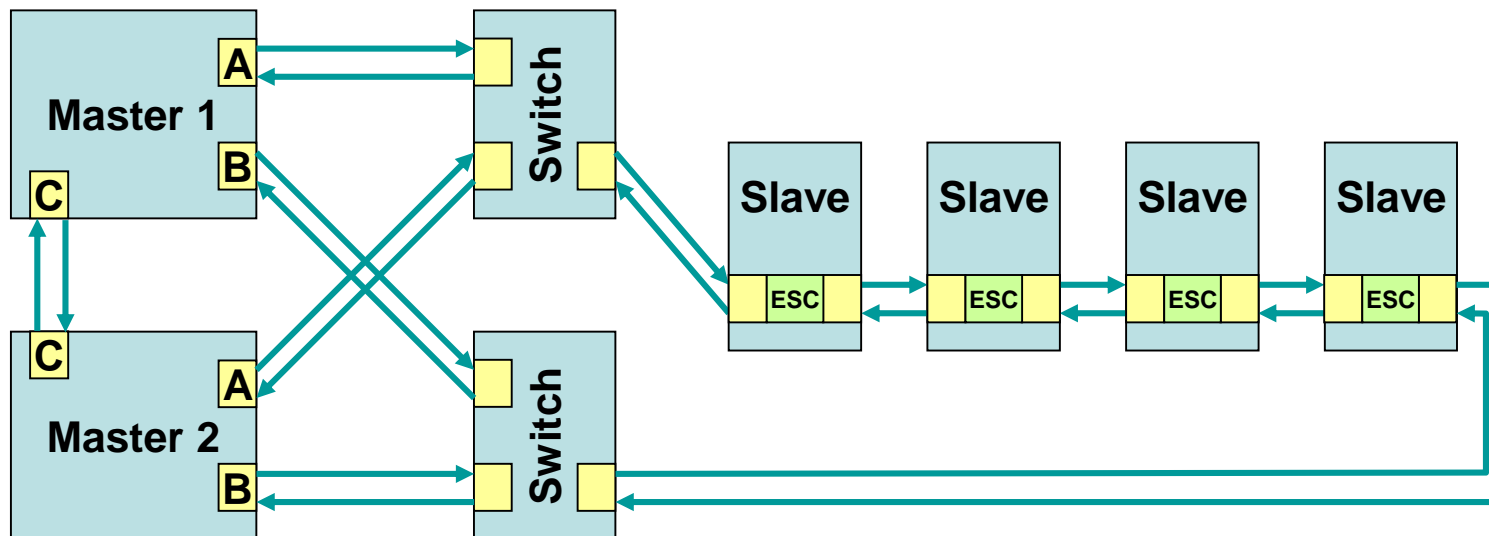 A
Master 1
B
C
Switch
Slave
Slave
Slave
Slave
ESC
ESC
ESC
ESC
C
A
Master 2
B
Switch